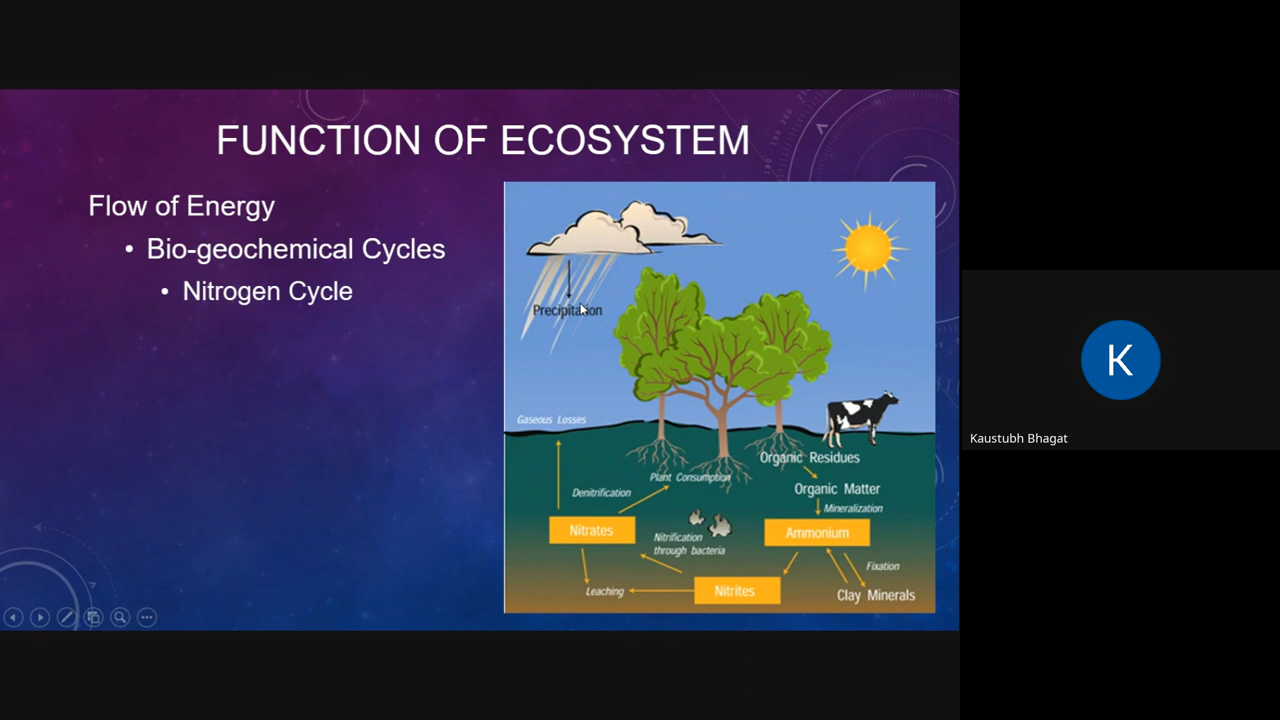 FUNCTION OF ECOSYSTEM
Flow of Energy
• Bio-geochemical Cycles
• Nitrogen Cycle
Precipitation
Gaseous Losses
Organic Residues
Plant Consumption
Organic Matter
Denitrification
Mineralization
Nitrates
Ammonium
Nitrification
through bacteria
Fixation
Leaching
Nitrites
Clay Minerals
K
Kaustubh Bhagat